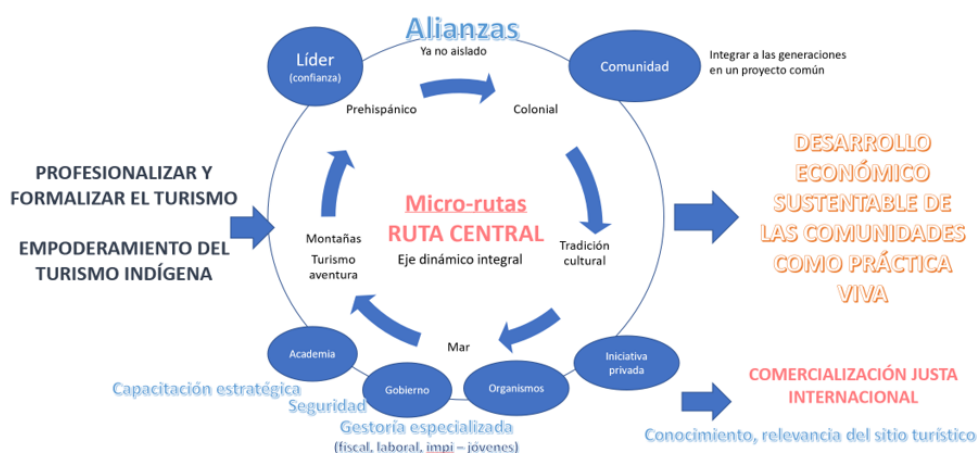 Alianzas
Ya no aislado
Líder
(confianza)
Comunidad
Integrar a las generaciones
en un proyecto común
Prehispánico
Colonial
PROFESIONALIZAR Y
FORMALIZAR EL TURISMO
EMPODERAMIENTO DEL
TURISMO INDÍGENA
Micro-rutas
RUTA CENTRAL
Eje dinámico integral
Montañas
Turismo
aventura
Tradición
cultural
Mar
DESARROLLO
ECONÓMICO
SUSTENTABLE DE
LAS COMUNIDADES
COMO PRÁCTICA
VIVA
Academia
Gobierno
Organismos
Iniciativa
privada
Capacitación estratégica
Seguridad
Gestoría especializada
(fiscal, laboral, impi – jóvenes)
COMERCIALIZACIÓN JUSTA
INTERNACIONAL
Conocimiento, relevancia del sitio turístico